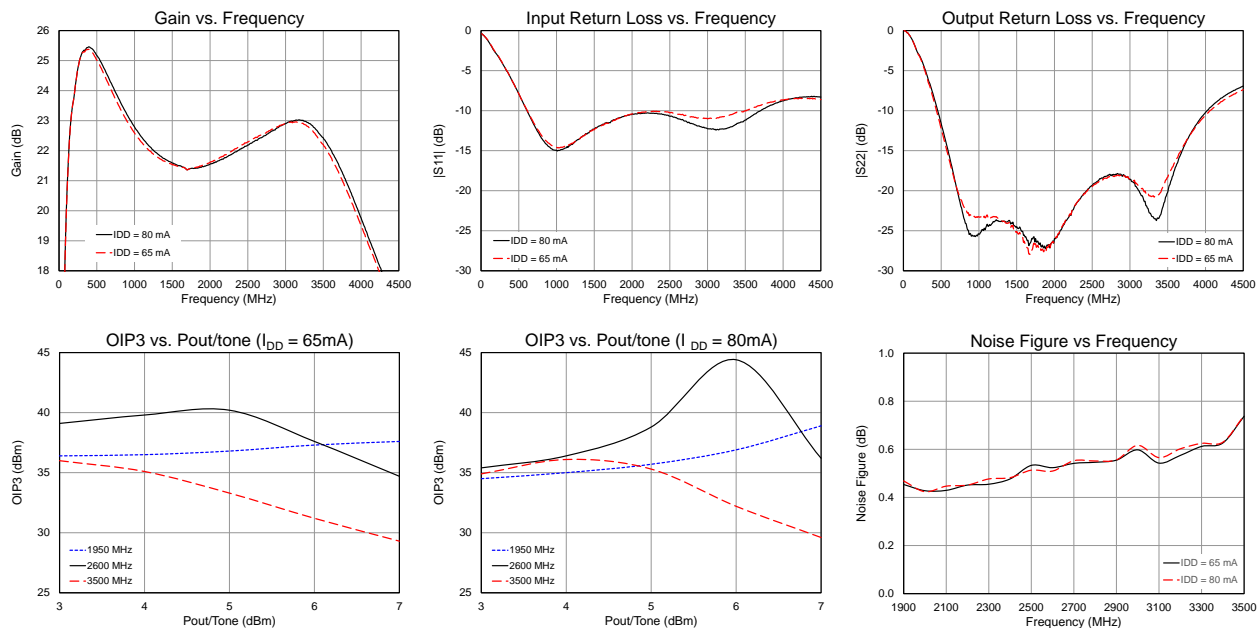 Gain vs. Frequency
26
25
24
23
22
21
20
19
18
0 500 1000 1500 2000 2500 3000 3500 4000 4500
Gain (dB)
Frequency (MHz)
IDD = 80 mA
IDD = 65 mA
Input Return Loss vs. Frequency
0
-5
-10
-15
-20
-25
-30
0 500 1000 1500 2000 2500 3000 3500 4000 4500
|S11| (dB)
Frequency (MHz)
IDD = 80 mA
IDD = 65 mA
Output Return Loss vs. Frequency
0
-5
-10
-15
-20
-25
-30
0 500 1000 1500 2000 2500 3000 3500 4000 4500
|S22| (dB)
Frequency (MHz)
IDD = 80 mA
IDD = 65 mA
OIP3 vs. Pout/tone (IDD = 65mA)
45
40
35
30
25
3 4 5 6 7
OIP3 (dBm)
Pout/Tone (dBm)
1950 MHz
2600 MHz
3500 MHz
OIP3 vs. Pout/tone (I DD = 80mA)
45
40
35
30
25
3 4 5 6 7
OIP3 (dBm)
Pout/Tone (dBm)
1950 MHz
2600 MHz
3500 MHz
Noise Figure vs Frequency
1.0
0.8
0.6
0.4
0.2
0.0
1900 2100 2300 2500 2700 2900 3100 3300 3500
Noise Figure (dB)
Frequency (MHz)
IDD = 65 mA
IDD = 80 mA